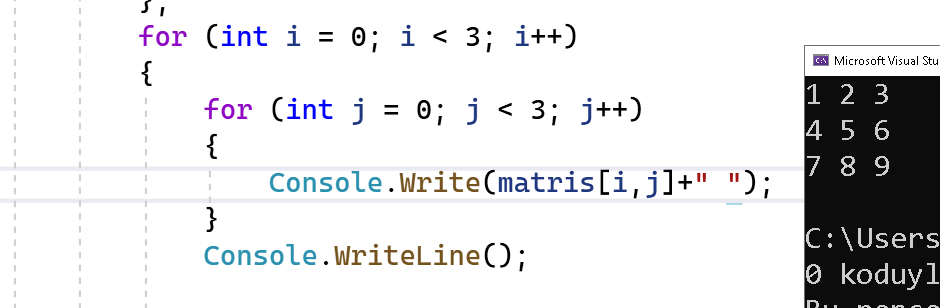 };
for (int i = 0; i < 3; i++)
{
for (int j = 0; j < 3; j++)
{
Console.Write(matris[i,j]+" ");
}
Console.WriteLine();
Microsoft Visual Stu
1 2 3
4 5 6
7 8 9
C:\Users
0 koduyl